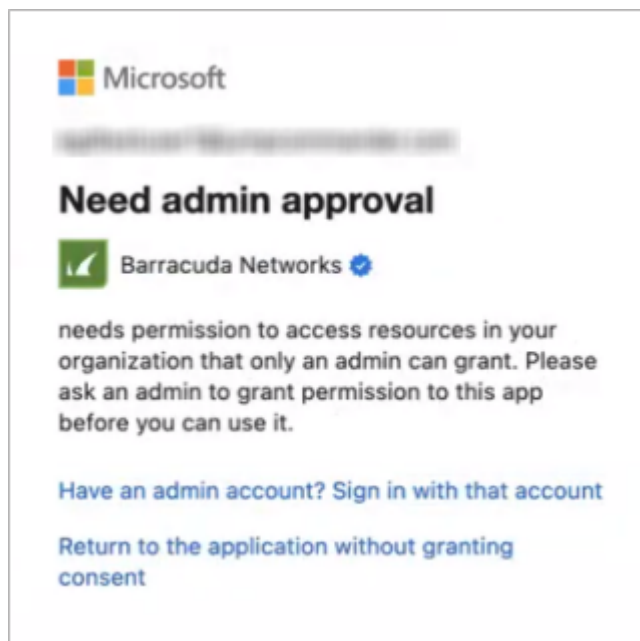 Microsoft
Need admin approval
Barracuda Networks
needs permission to access resources in your
organization that only an admin can grant. Please
ask an admin to grant permission to this app
before you can use it.
Have an admin account? Sign in with that account
Return to the application without granting
consent